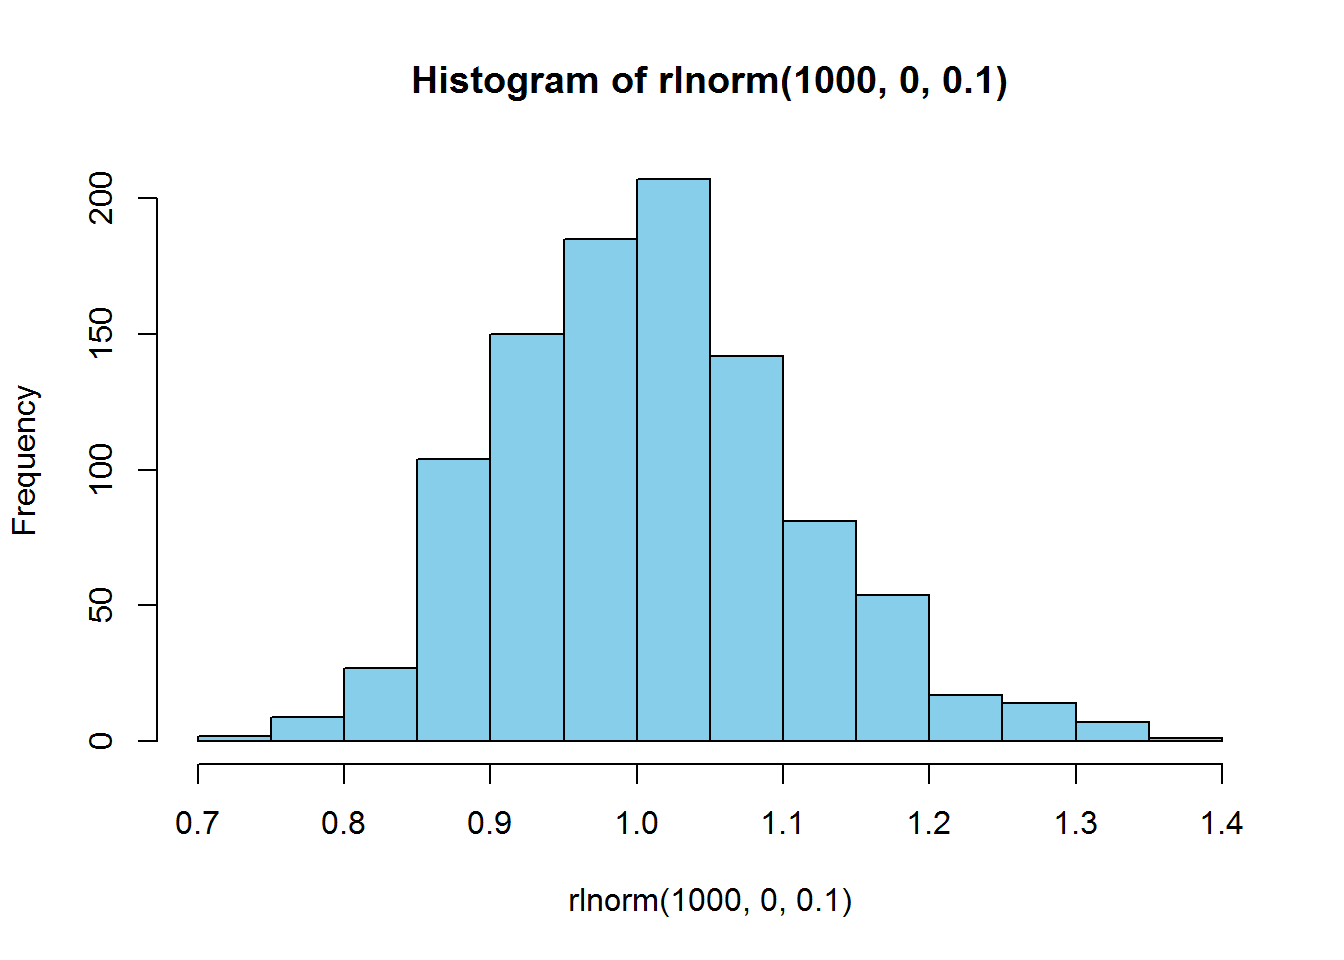 Histogram of rlnorm(1000, 0, 0.1)
Frequency
200
150
100
50
0
0.7 0.8 0.9 1.0 1.1 1.2 1.3 1.4
rlnorm(1000, 0, 0.1)